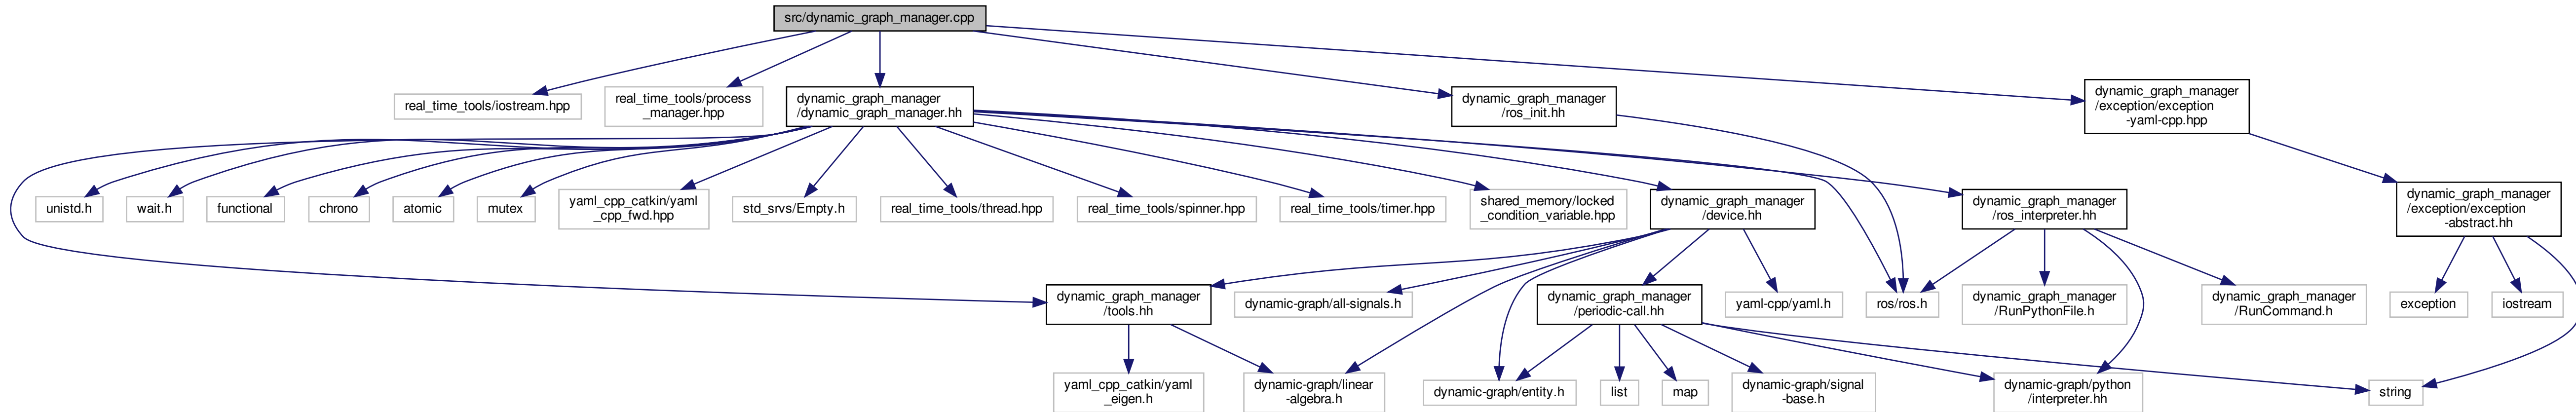 src/dynamic_graph_manager.cpp
real_time_tools/iostream.hpp
real_time_tools/process
_manager.hpp
dynamic_graph_manager
/dynamic_graph_manager.hh
dynamic_graph_manager
/ros_init.hh
dynamic_graph_manager
/exception/exception
-yaml-cpp.hpp
unistd.h
wait.h
functional
chrono
atomic
mutex
yaml_cpp_catkin/yaml
_cpp_fwd.hpp
std_srvs/Empty.h
real_time_tools/thread.hpp
real_time_tools/spinner.hpp
real_time_tools/timer.hpp
shared_memory/locked
_condition_variable.hpp
dynamic_graph_manager
/device.hh
dynamic_graph_manager
/ros_interpreter.hh
dynamic_graph_manager
/exception/exception
-abstract.hh
dynamic_graph_manager
/tools.hh
dynamic-graph/all-signals.h
dynamic_graph_manager
/periodic-call.hh
yaml-cpp/yaml.h
ros/ros.h
dynamic_graph_manager
/RunPythonFile.h
dynamic_graph_manager
/RunCommand.h
exception
iostream
yaml_cpp_catkin/yaml
_eigen.h
dynamic-graph/linear
-algebra.h
dynamic-graph/entity.h
list
map
dynamic-graph/signal
-base.h
dynamic-graph/python
/interpreter.hh
string